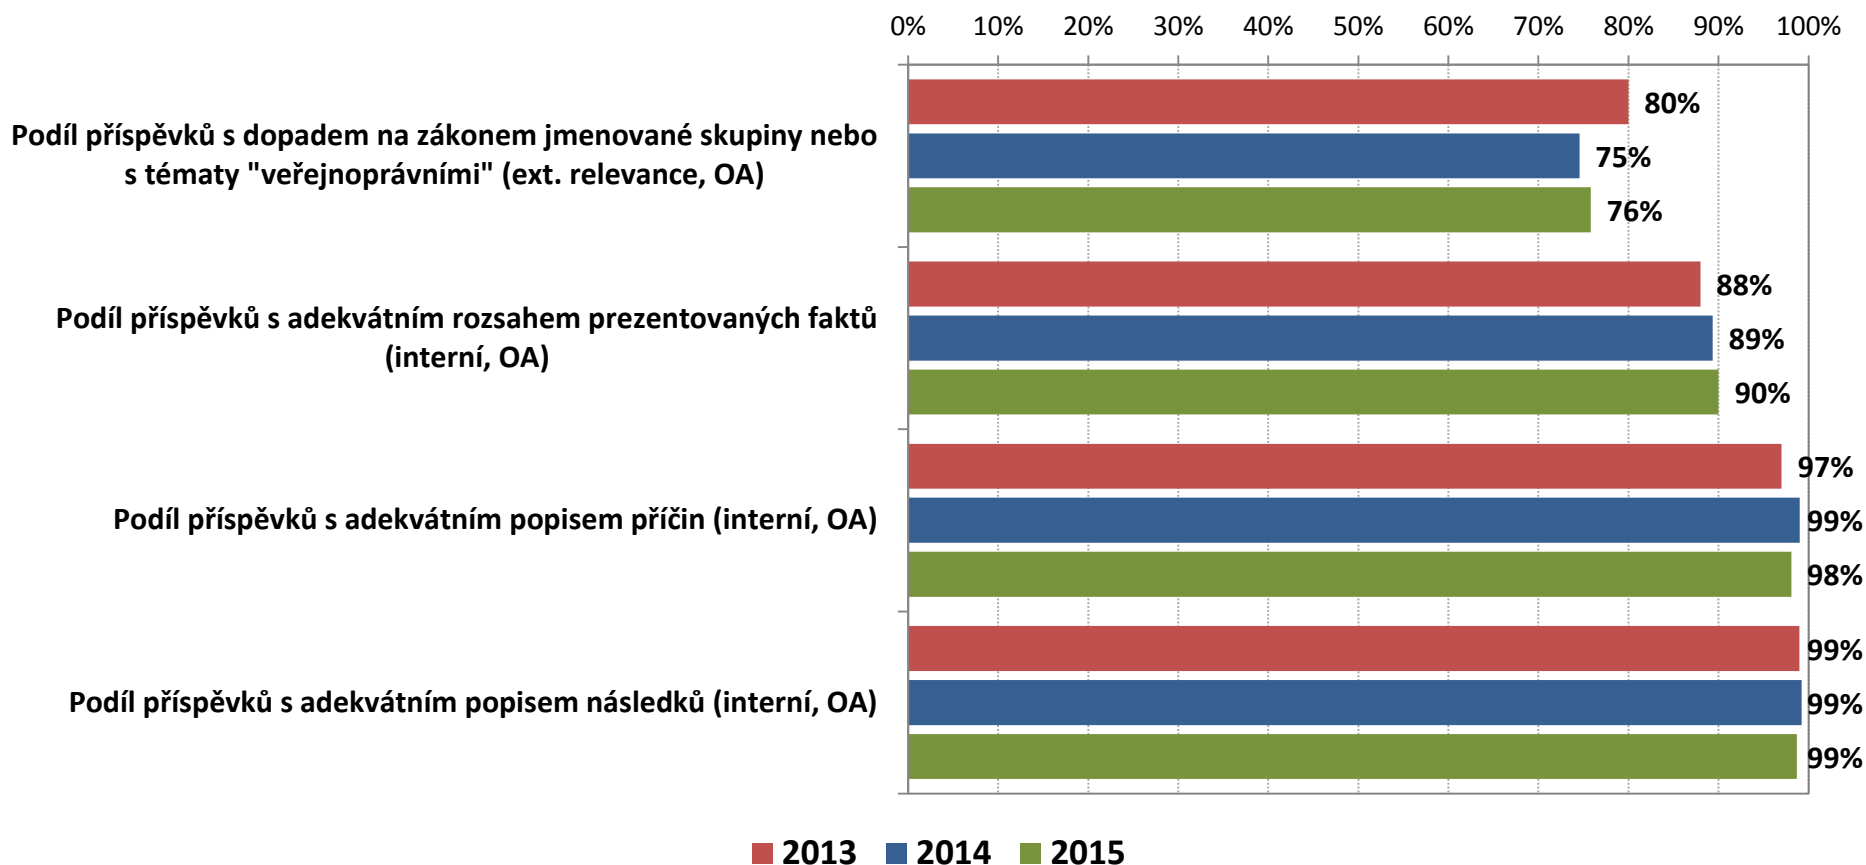 0% 10% 20% 30% 40% 50% 60% 70% 80% 90% 100%
Podíl příspěvků s dopadem na zákonem jmenované skupiny nebo
s tématy "veřejnoprávními" (ext. relevance, OA)
80%
75%
76%
Podíl příspěvků s adekvátním rozsahem prezentovaných faktů
(interní, OA)
88%
89%
90%
Podíl příspěvků s adekvátním popisem příčin (interní, OA)
97%
99%
98%
Podíl příspěvků s adekvátním popisem následků (interní, OA)
99%
99%
99%
2013 2014 2015